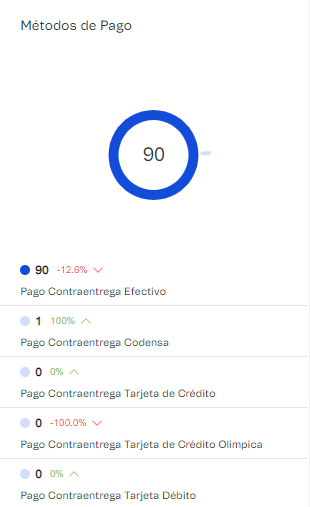 Métodos de Pago
90
90 -12,6%
Pago Contraentrega Efectivo
1 100%
Pago Contraentrega Codensa
0 0%
Pago Contraentrega Tarjeta de Crédito
0 -100.0%
Pago Contraentrega Tarjeta de Crédito Olimpica
0 0%
Pago Contraentrega Tarjeta Débito